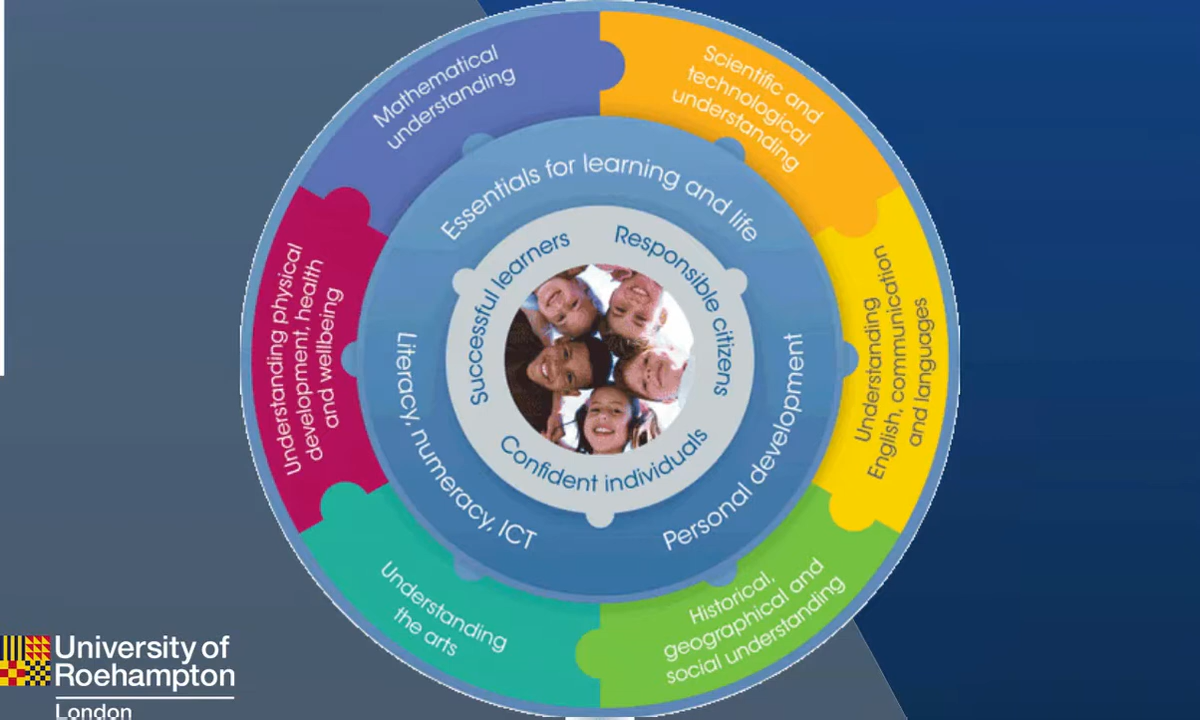 Mathematical
understanding
Scientific and
technological
understanding
Understanding
English, communication
and languages
Historical,
geographical and
social understanding
Understanding
the arts
Understanding physical
development, health
and wellbeing
Essentials for learning and life
Personal development
Literacy, numeracy, ICT
Successful learners
Responsible citizens
Confident individuals
University of
Roehampton
London